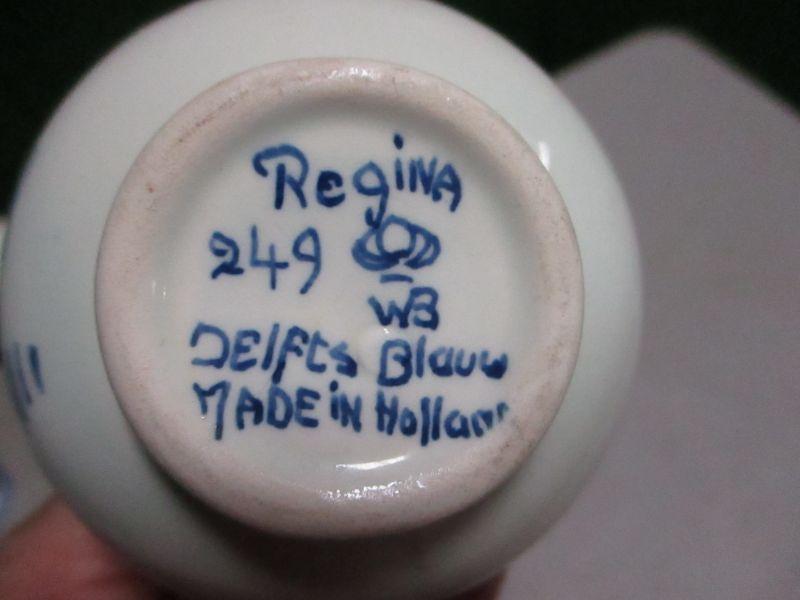 Regina
249
WB
Delfts Blauw
MADE iN Holland